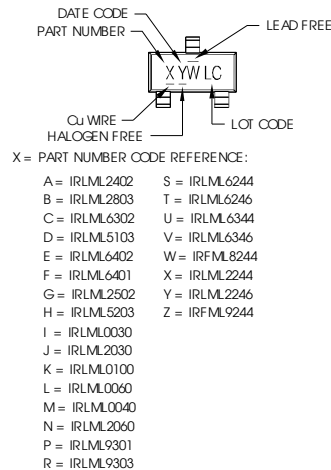 DATE CODE
PART NUMBER
LEAD FREE
X YW LC
Cu WIRE
HALOGEN FREE
LOT CODE
X = PART NUMBER CODE REFERENCE:
A = IRLML2402 S = IRLML6244
B = IRLML2803 T = IRLML6246
C = IRLML6302 U = IRLML6344
D = IRLML5103 V = IRLML6346
E = IRLML6402 W = IRFML8244
F = IRLML6401 X = IRLML2244
G = IRLML2502 Y = IRLML2246
H = IRLML5203 Z = IRFML9244
I = IRLML0030
J = IRLML2030
K = IRLML0100
L = IRLML0060
M = IRLML0040
N = IRLML2060
P = IRLML9301
R = IRLML9303